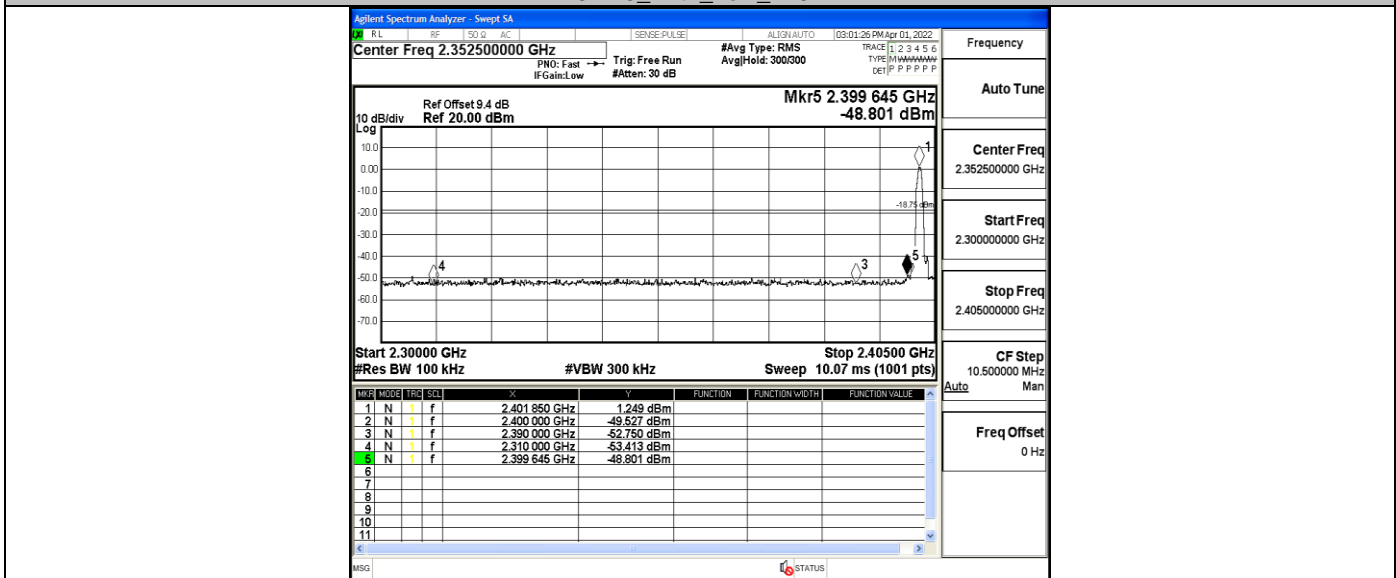 Agilent Spectrum Analyzer - Swept SA
LXI RL RF 50 Ω AC SENSE:PULSE ALIGN AUTO 03:01:26 PM Apr 01, 2022
Center Freq 2.352500000 GHz
PNO: Fast
IFGain:Low
Trig: Free Run
#Atten: 30 dB
#Avg Type: RMS
Avg|Hold: 300/300
TRACE 1 2 3 4 5 6
TYPE M WWWWW
DET P P P P P P
Ref Offset 9.4 dB
10 dB/div Ref 20.00 dBm
Log
Mkr5 2.399 645 GHz
-48.801 dBm
10.0
0.00
-10.0
-20.0
-30.0
-40.0
-50.0
-60.0
-70.0
1
-18.75 dBm
4
3
5
Start 2.30000 GHz Stop 2.40500 GHz
#Res BW 100 kHz #VBW 300 kHz Sweep 10.07 ms (1001 pts)
MKR MODE TRC SCL X Y FUNCTION FUNCTION WIDTH FUNCTION VALUE
1 N 1 f 2.401 850 GHz 1.249 dBm
2 N 1 f 2.400 000 GHz -49.527 dBm
3 N 1 f 2.390 000 GHz -52.750 dBm
4 N 1 f 2.310 000 GHz -53.413 dBm
5 N 1 f 2.399 645 GHz -48.801 dBm
6
7
8
9
10
11
MSG STATUS
Frequency
Auto Tune
Center Freq
2.352500000 GHz
Start Freq
2.300000000 GHz
Stop Freq
2.405000000 GHz
CF Step
10.500000 MHz
Auto Man
Freq Offset
0 Hz